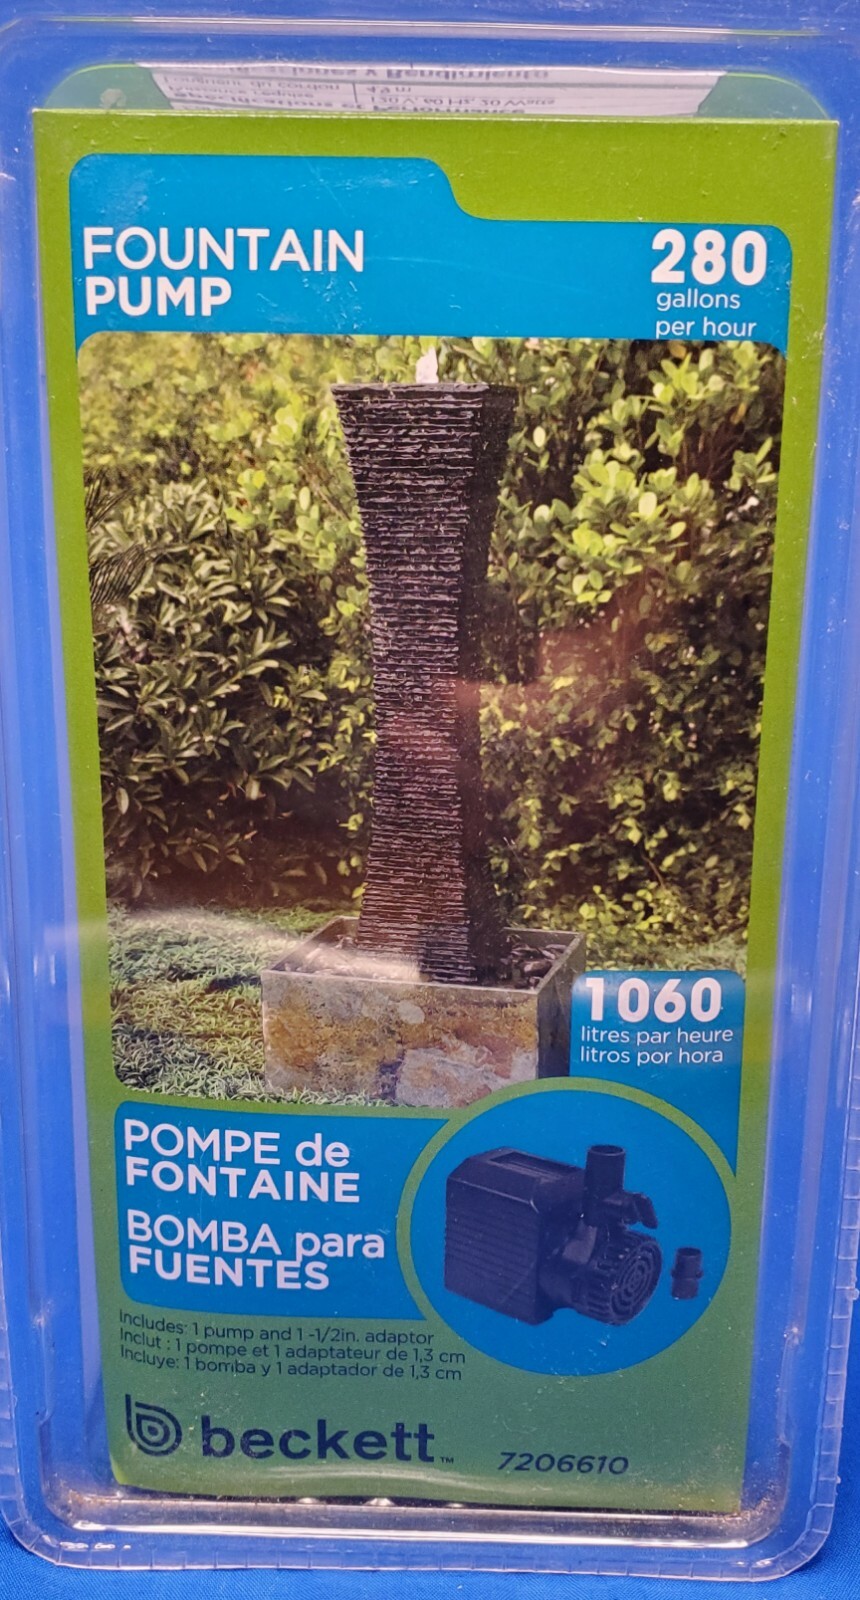 FOUNTAIN
PUMP
280
gallons
per hour
1060
litres par heure
litros por hora
POMPE de
FONTAINE
BOMBA para
FUENTES
Includes: 1 pump and 1 -1/2in. adaptor
Inclut : 1 pompe et 1 adaptateur de 1,3 cm
Incluye: 1 bomba y 1 adaptador de 1,3 cm
beckett™
7206610